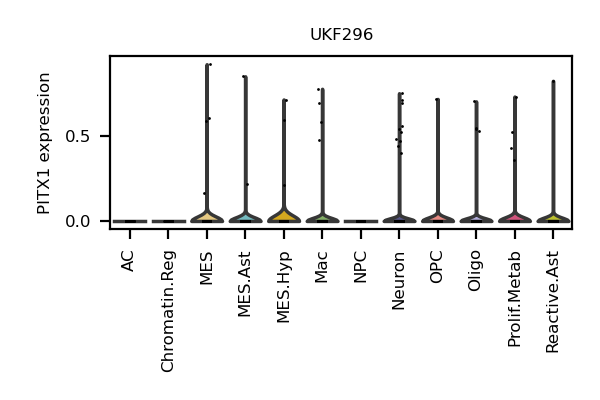 UKF296
PITX1 expression
0.5
0.0
AC
Chromatin.Reg
MES
MES.Ast
MES.Hyp
Mac
NPC
Neuron
OPC
Oligo
Prolif.Metab
Reactive.Ast